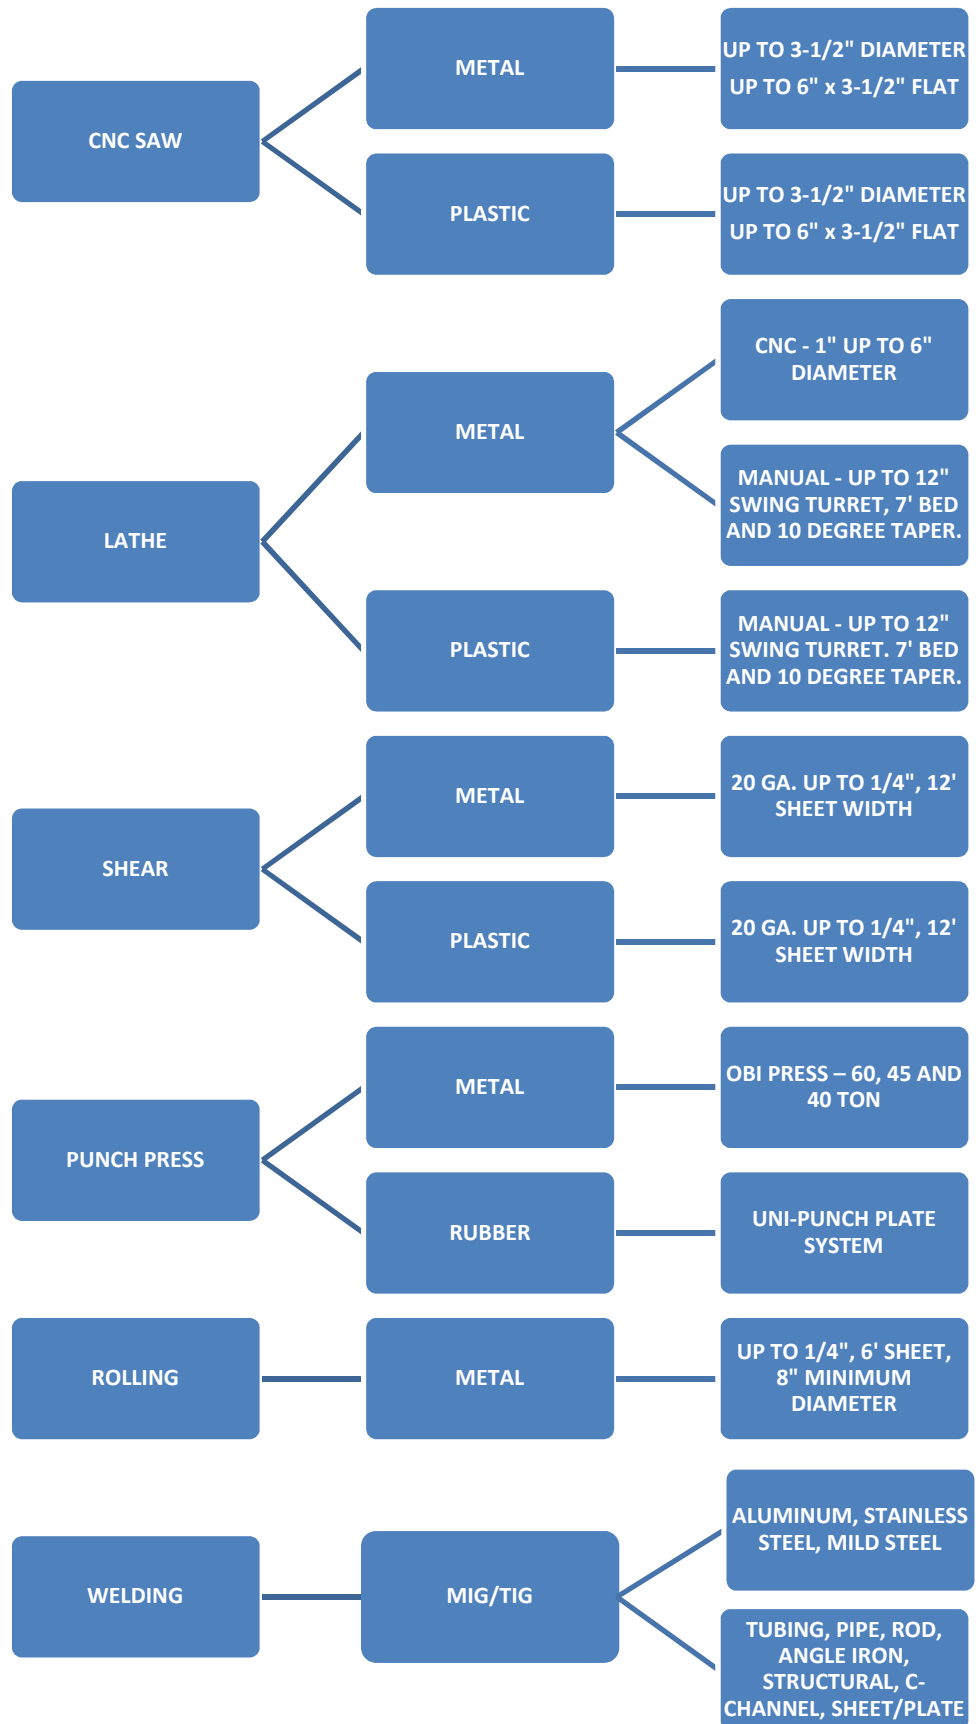 METAL
UP TO 3-1/2" DIAMETER
UP TO 6" x 3-1/2" FLAT
CNC SAW
PLASTIC
UP TO 3-1/2" DIAMETER
UP TO 6" x 3-1/2" FLAT
LATHE
METAL
CNC - 1" UP TO 6"
DIAMETER
MANUAL - UP TO 12"
SWING TURRET, 7' BED
AND 10 DEGREE TAPER.
PLASTIC
MANUAL - UP TO 12"
SWING TURRET. 7' BED
AND 10 DEGREE TAPER.
SHEAR
METAL
20 GA. UP TO 1/4", 12'
SHEET WIDTH
PLASTIC
20 GA. UP TO 1/4", 12'
SHEET WIDTH
PUNCH PRESS
METAL
OBI PRESS – 60, 45 AND
40 TON
RUBBER
UNI-PUNCH PLATE
SYSTEM
ROLLING
METAL
UP TO 1/4", 6' SHEET,
8" MINIMUM
DIAMETER
WELDING
MIG/TIG
ALUMINUM, STAINLESS
STEEL, MILD STEEL
TUBING, PIPE, ROD,
ANGLE IRON,
STRUCTURAL, C-
CHANNEL, SHEET/PLATE